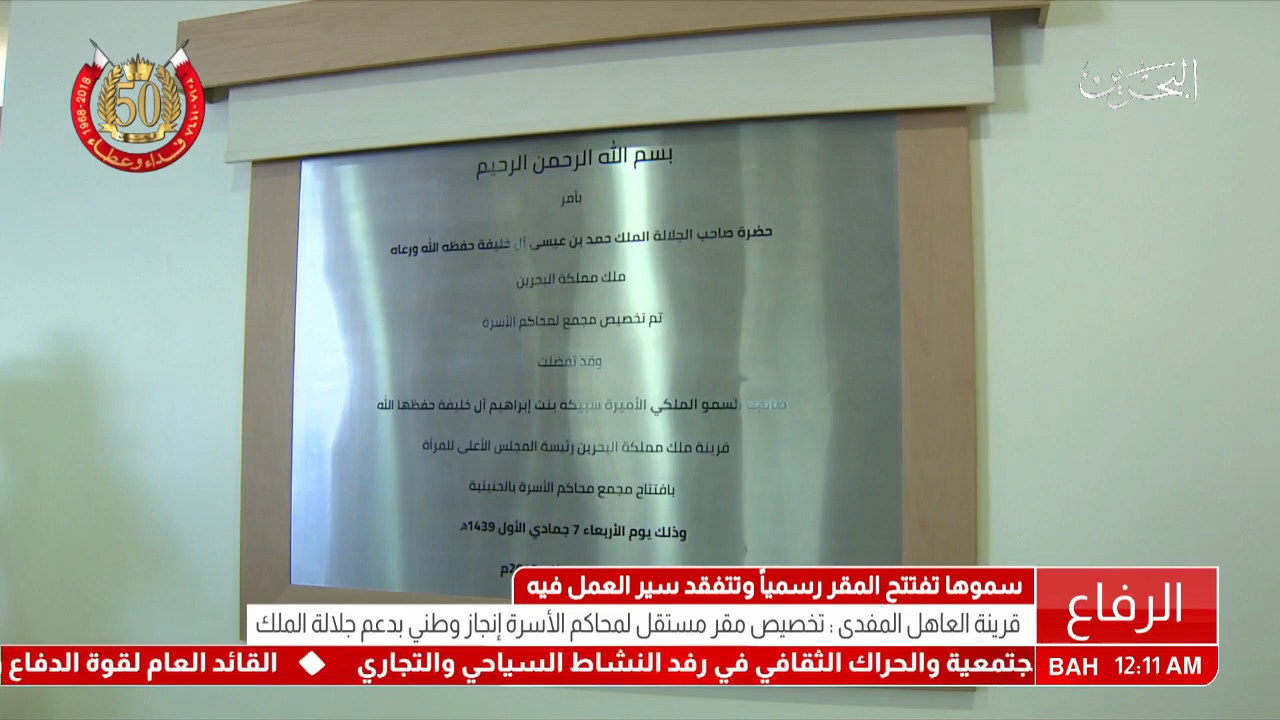 1968-2018
٢٠١٨-١٩٦٨
50
فداء وعطاء
البحرين
بسم الله الرحمن الرحيم
بأمر
حضرة صاحب الجلالة الملك حمد بن عيسى آل خليفة حفظه الله ورعاه
ملك مملكة البحرين
تم تخصيص مجمع لمحاكم الأسرة
وقد تفضلت
صاحبة السمو الملكي الأميرة سبيكة بنت إبراهيم آل خليفة حفظها الله
قرينة ملك مملكة البحرين رئيسة المجلس الأعلى للمرأة
بافتتاح مجمع محاكم الأسرة بالحنينية
وذلك يوم الأربعاء 7 جمادي الأول 1439هـ
سموها تفتتح المقر رسمياً وتتفقد سير العمل فيه
الرفاع
قرينة العاهل المفدى : تخصيص مقر مستقل لمحاكم الأسرة إنجاز وطني بدعم جلالة الملك
جتمعية والحراك الثقافي في رفد النشاط السياحي والتجاري ◆ القائد العام لقوة الدفاع
BAH 12:11 AM